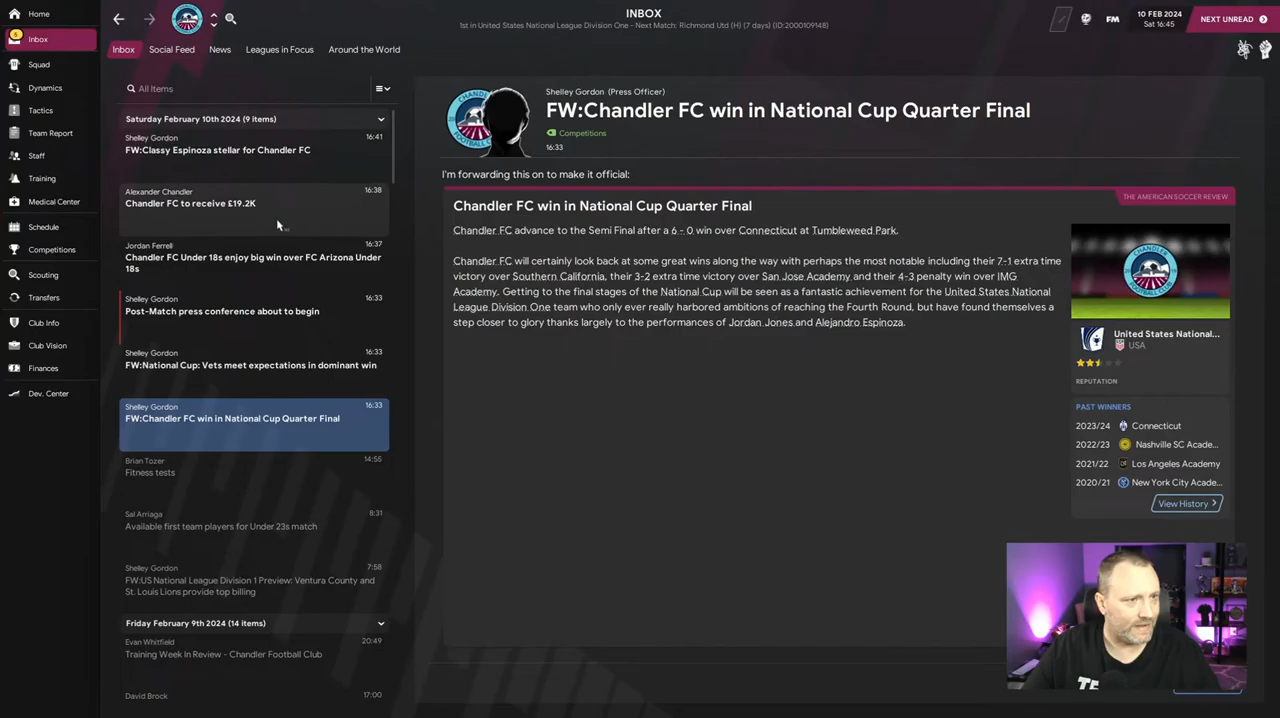 Home
INBOX
1st in United States National League Division One - Next Match: Richmond Utd (H) (7 days) (ID:2000109148)
FM
10 FEB 2024
Sat 16:45
NEXT UNREAD
5
Inbox
Squad
Dynamics
Tactics
Team Report
Staff
Training
Medical Center
Schedule
Competitions
Scouting
Transfers
Club Info
Club Vision
Finances
Dev. Center
Inbox
Social Feed
News
Leagues in Focus
Around the World
All Items
Saturday February 10th 2024 (9 items)
Shelley Gordon
16:41
FW:Classy Espinoza stellar for Chandler FC
Alexander Chandler
16:38
Chandler FC to receive £19.2K
Jordan Ferrell
16:37
Chandler FC Under 18s enjoy big win over FC Arizona Under
18s
Shelley Gordon
16:33
Post-Match press conference about to begin
Shelley Gordon
16:33
FW:National Cup: Vets meet expectations in dominant win
Shelley Gordon
16:33
FW:Chandler FC win in National Cup Quarter Final
Brian Tozer
14:55
Fitness tests
Sal Arriaga
8:31
Available first team players for Under 23s match
Shelley Gordon
7:58
FW:US National League Division 1 Preview: Ventura County and
St. Louis Lions provide top billing
Friday February 9th 2024 (14 items)
Evan Whitfield
20:49
Training Week In Review - Chandler Football Club
David Brock
17:00
Shelley Gordon (Press Officer)
FW:Chandler FC win in National Cup Quarter Final
Competitions
16:33
I'm forwarding this on to make it official:
THE AMERICAN SOCCER REVIEW
Chandler FC win in National Cup Quarter Final
Chandler FC advance to the Semi Final after a 6 - 0 win over Connecticut at Tumbleweed Park.
Chandler FC will certainly look back at some great wins along the way with perhaps the most notable including their 7-1 extra time
victory over Southern California, their 3-2 extra time victory over San Jose Academy and their 4-3 penalty win over IMG
Academy. Getting to the final stages of the National Cup will be seen as a fantastic achievement for the United States National
League Division One team who only ever really harbored ambitions of reaching the Fourth Round, but have found themselves a
step closer to glory thanks largely to the performances of Jordan Jones and Alejandro Espinoza.
United States National...
USA
REPUTATION
PAST WINNERS
2023/24 Connecticut
2022/23 Nashville SC Acade...
2021/22 Los Angeles Academy
2020/21 New York City Acade...
View History